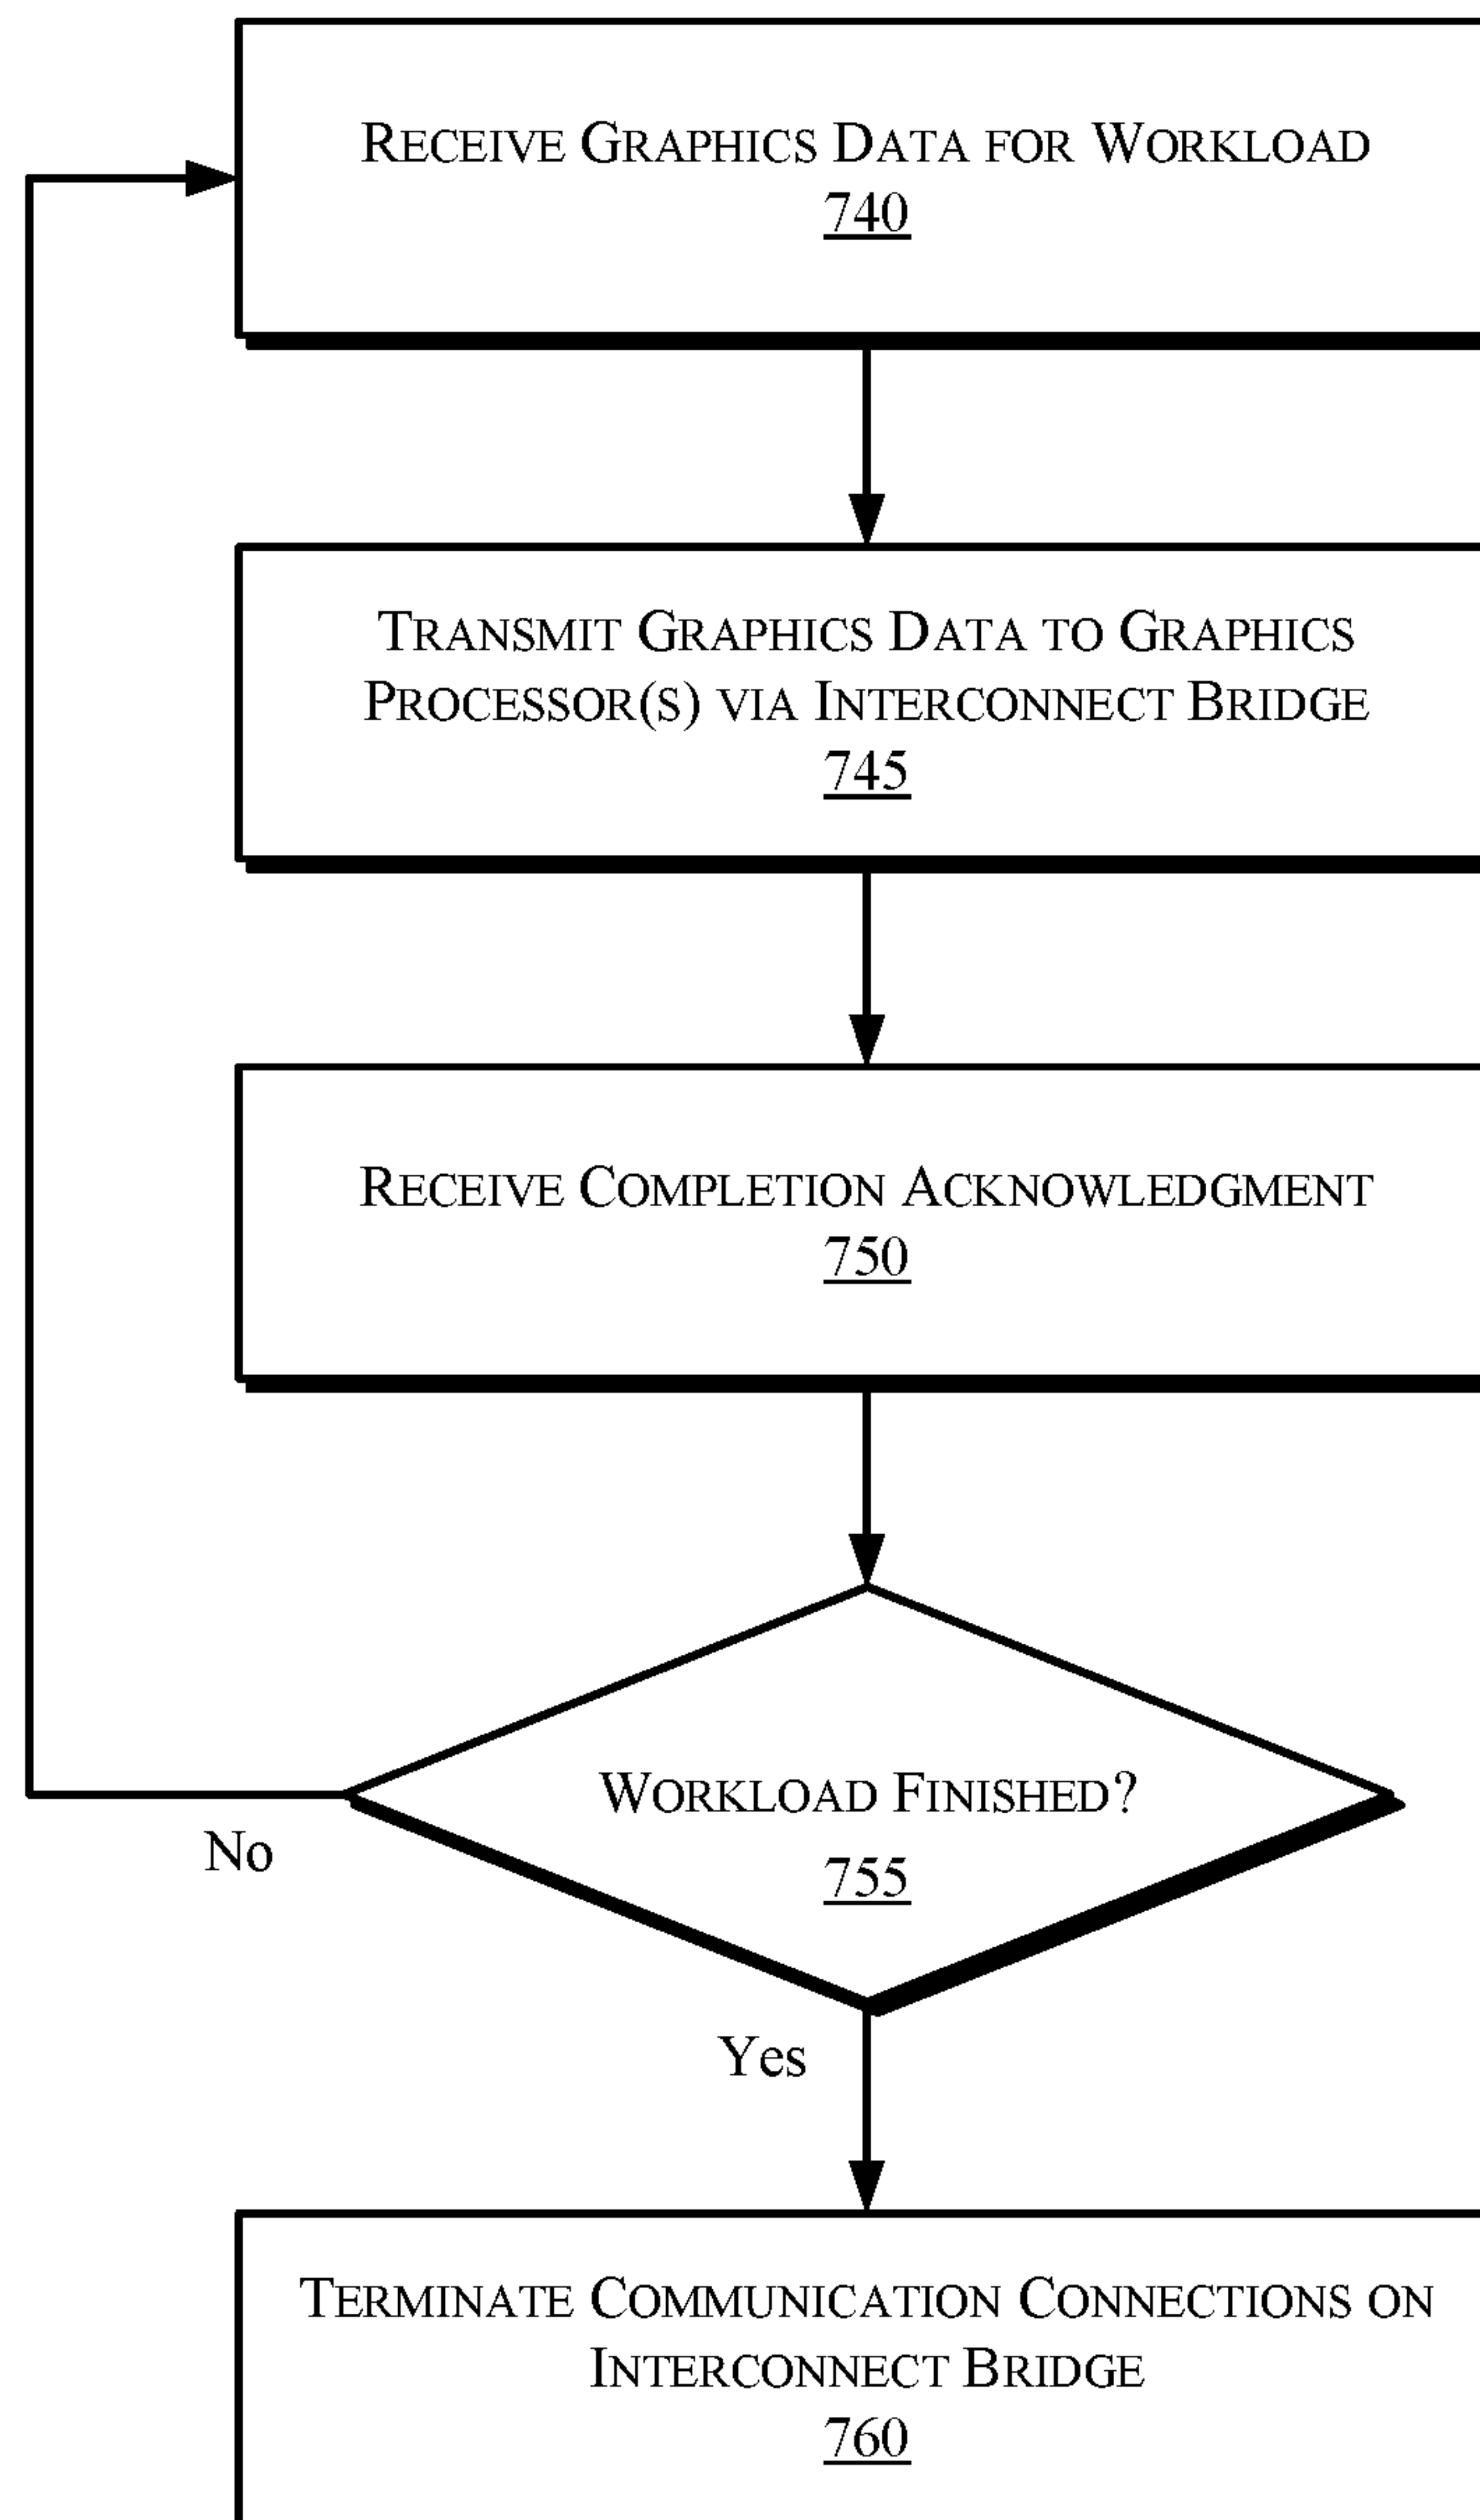 Receive Graphics Data for Workload
740
Transmit Graphics Data to Graphics
Processor(s) via Interconnect Bridge
745
Receive Completion Acknowledgment
750
Workload Finished?
755
No
Yes
Terminate Communication Connections on
Interconnect Bridge
760